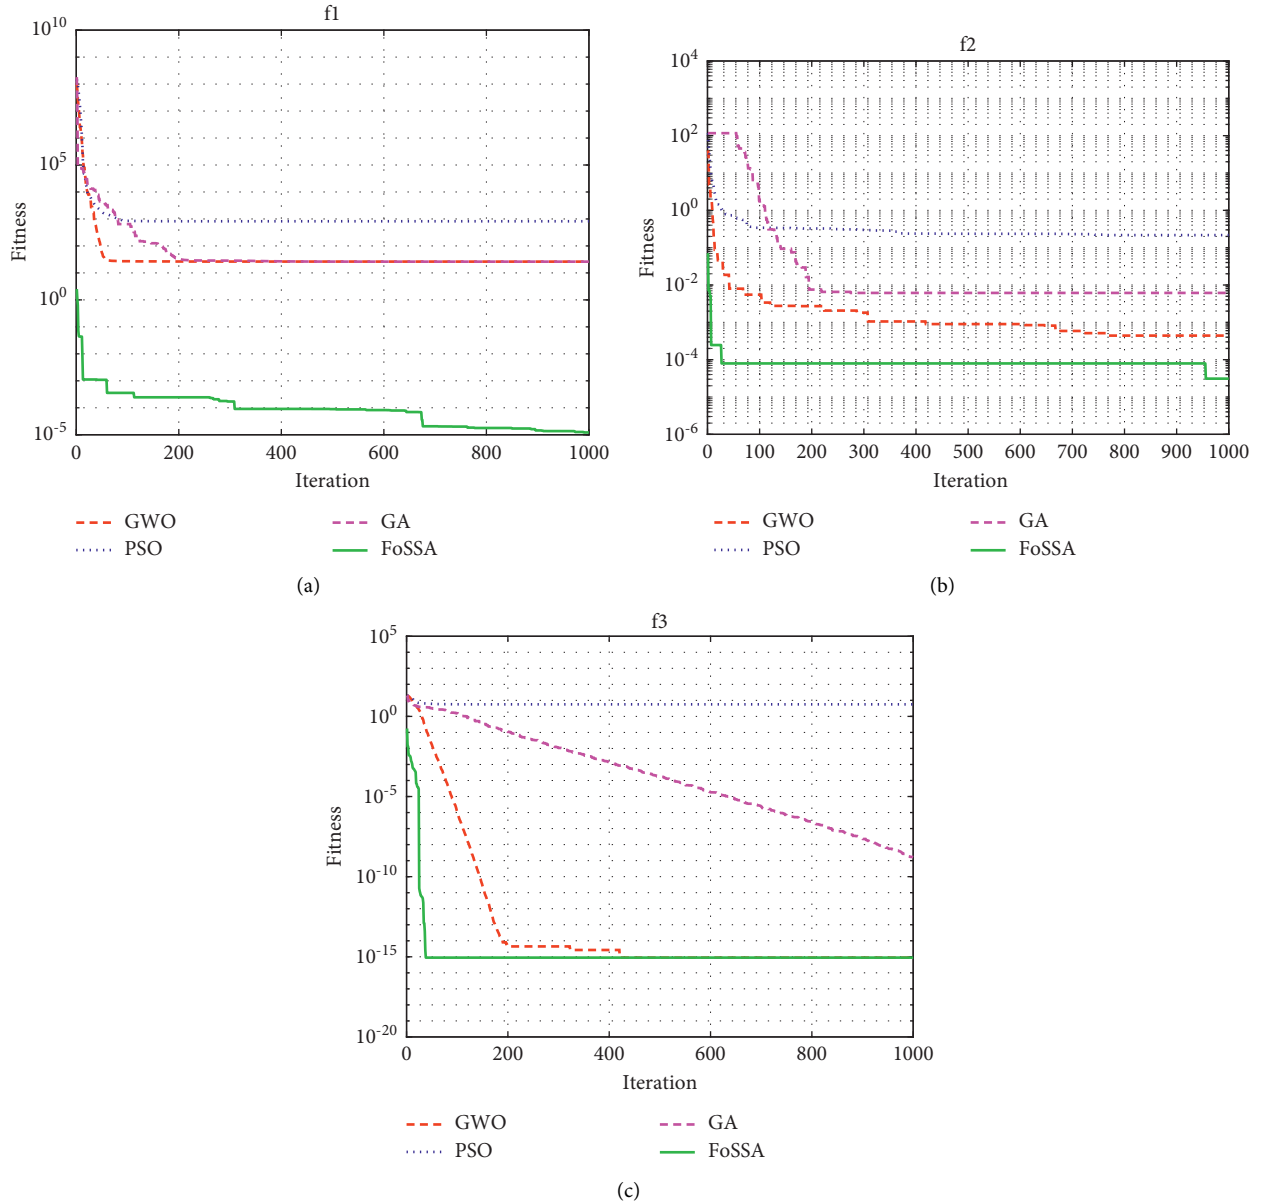 f1
10^10
10^5
10^0
10^-5
Fitness
0 200 400 600 800 1000
Iteration
GWO GA
PSO FoSSA
(a)
f2
10^4
10^2
10^0
10^-2
10^-4
10^-6
Fitness
0 100 200 300 400 500 600 700 800 900 1000
Iteration
GWO GA
PSO FoSSA
(b)
f3
10^5
10^0
10^-5
10^-10
10^-15
10^-20
Fitness
0 200 400 600 800 1000
Iteration
GWO GA
PSO FoSSA
(c)